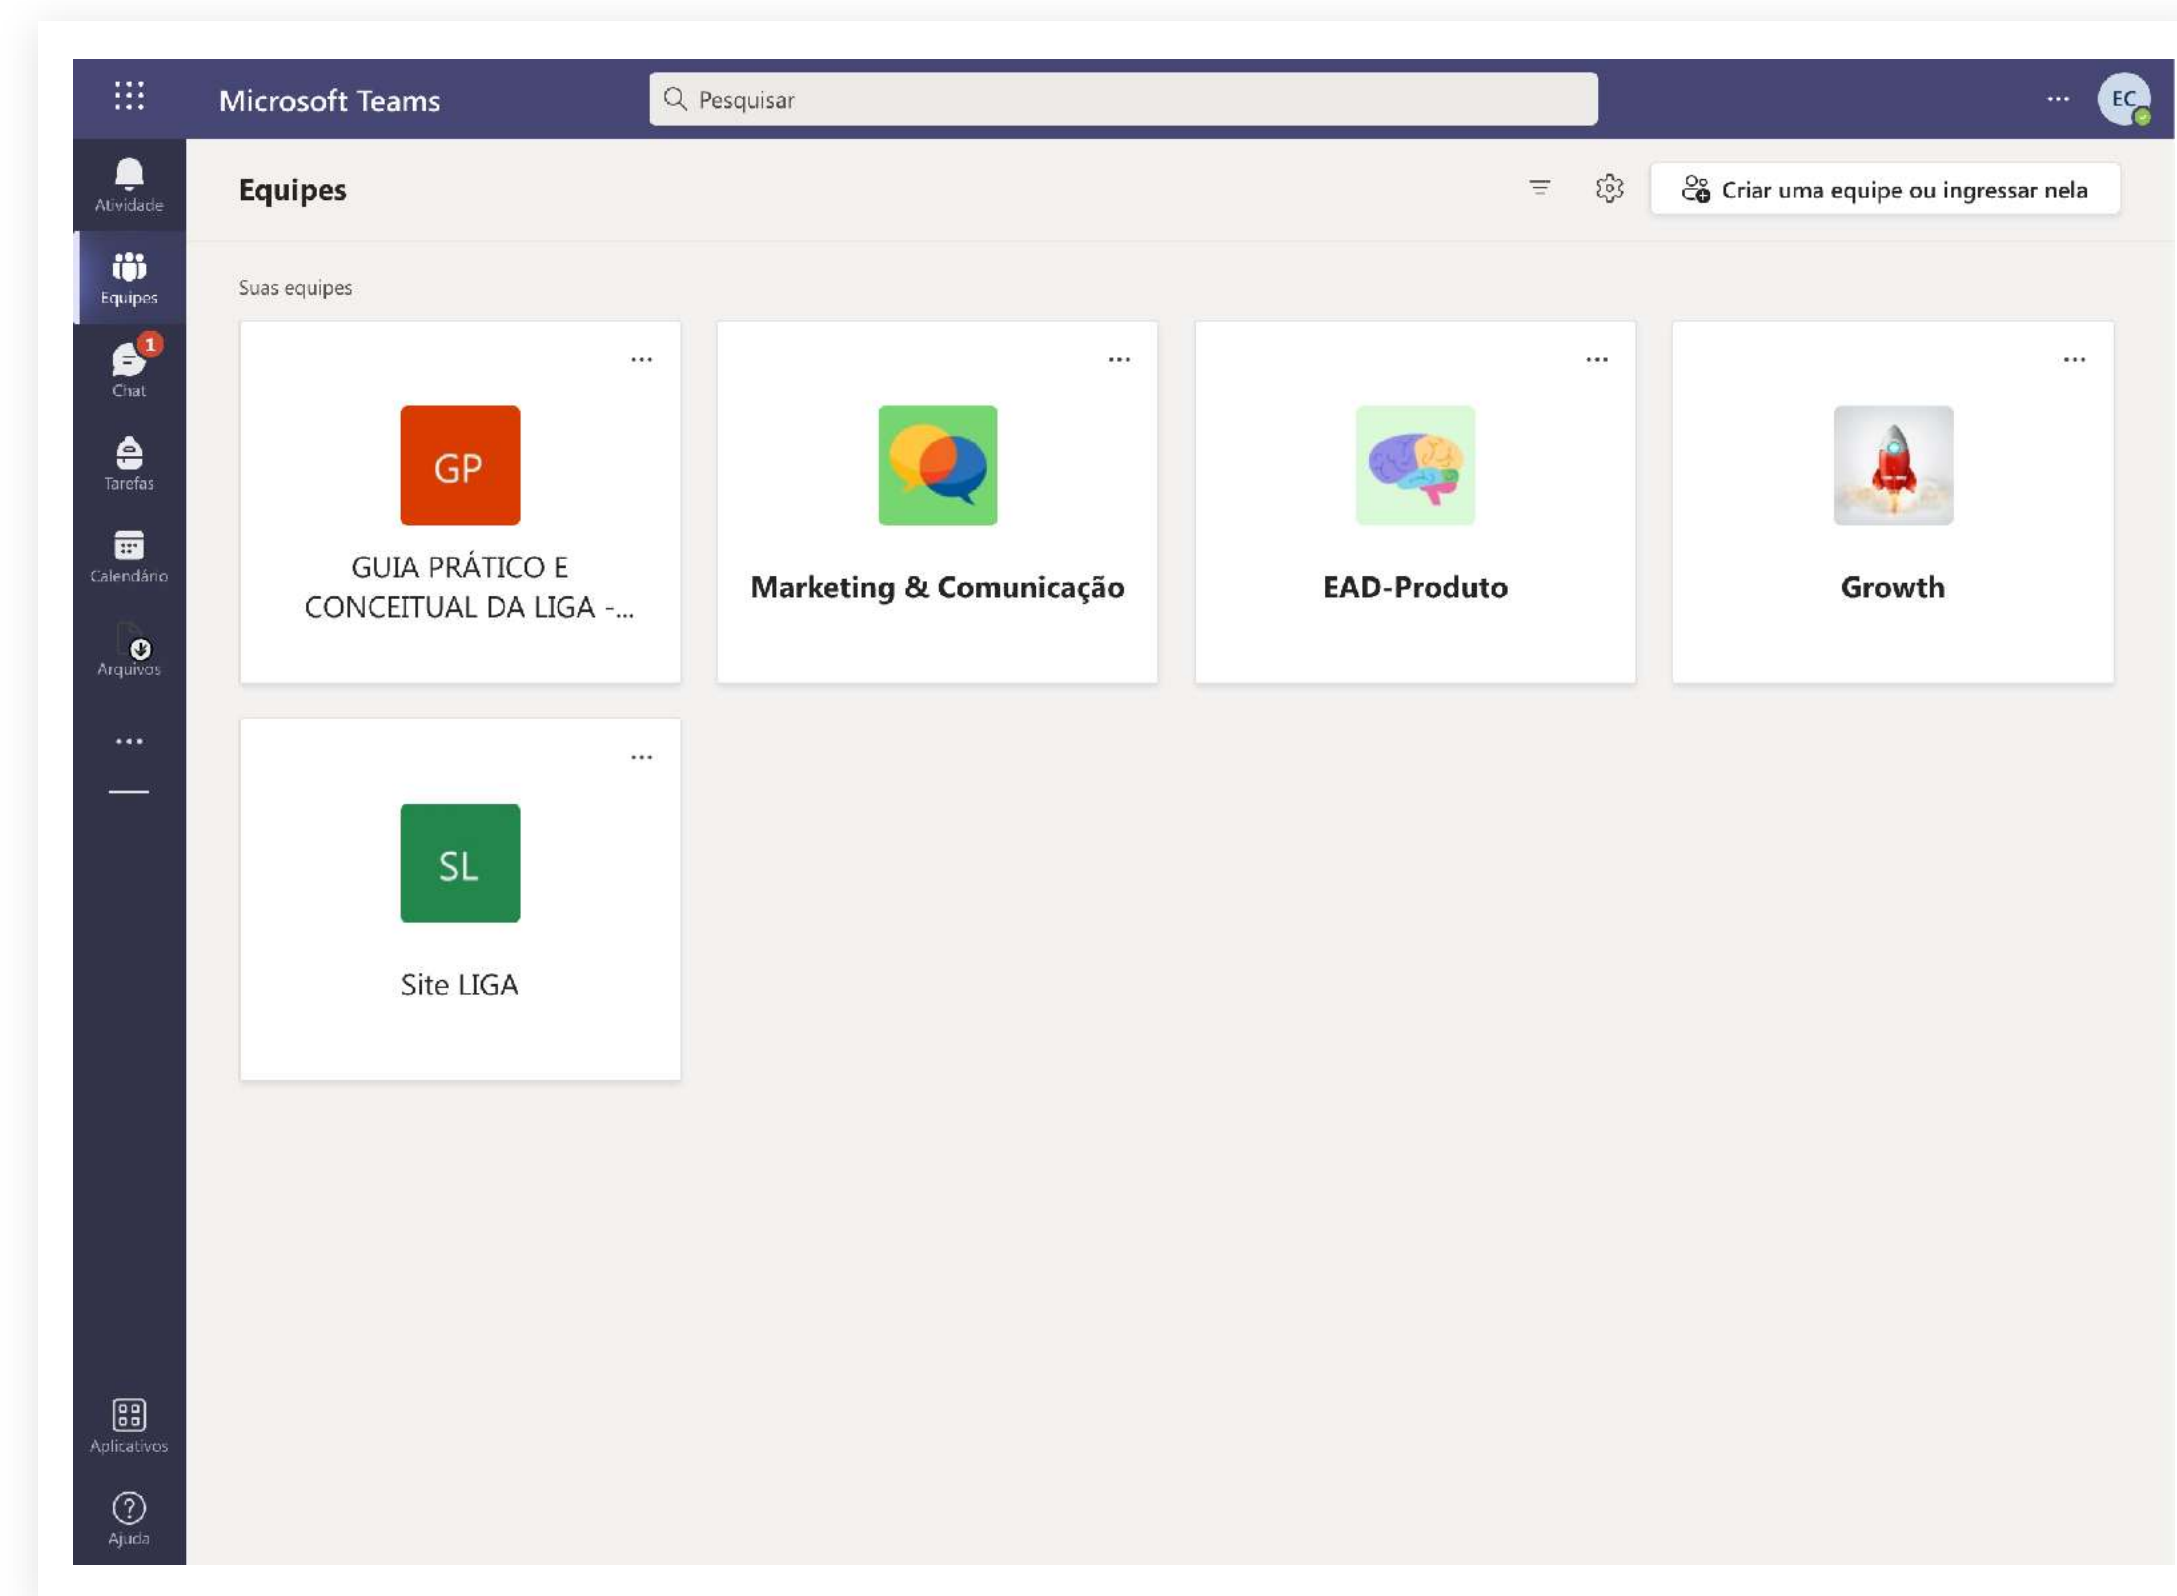 Microsoft Teams
Pesquisar
EC
Atividade
Equipes
Chat
1
Tarefas
Calendário
Arquivos
Aplicativos
Ajuda
Equipes
Criar uma equipe ou ingressar nela
Suas equipes
GP
GUIA PRÁTICO E
CONCEITUAL DA LIGA -...
Marketing & Comunicação
EAD-Produto
Growth
SL
Site LIGA